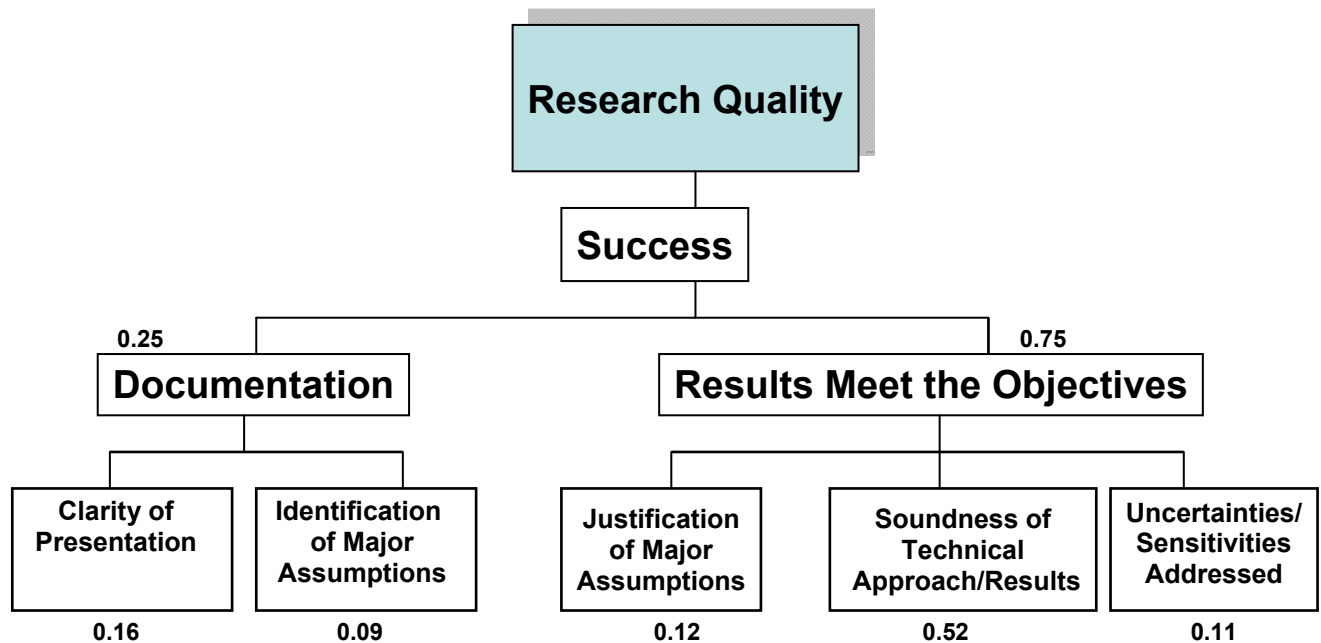 Research Quality
Success
0.25
0.75
Documentation
Results Meet the Objectives
Clarity of
Presentation
Identification
of Major
Assumptions
Justification
of Major
Assumptions
Soundness of
Technical
Approach/Results
Uncertainties/
Sensitivities
Addressed
0.16
0.09
0.12
0.52
0.11